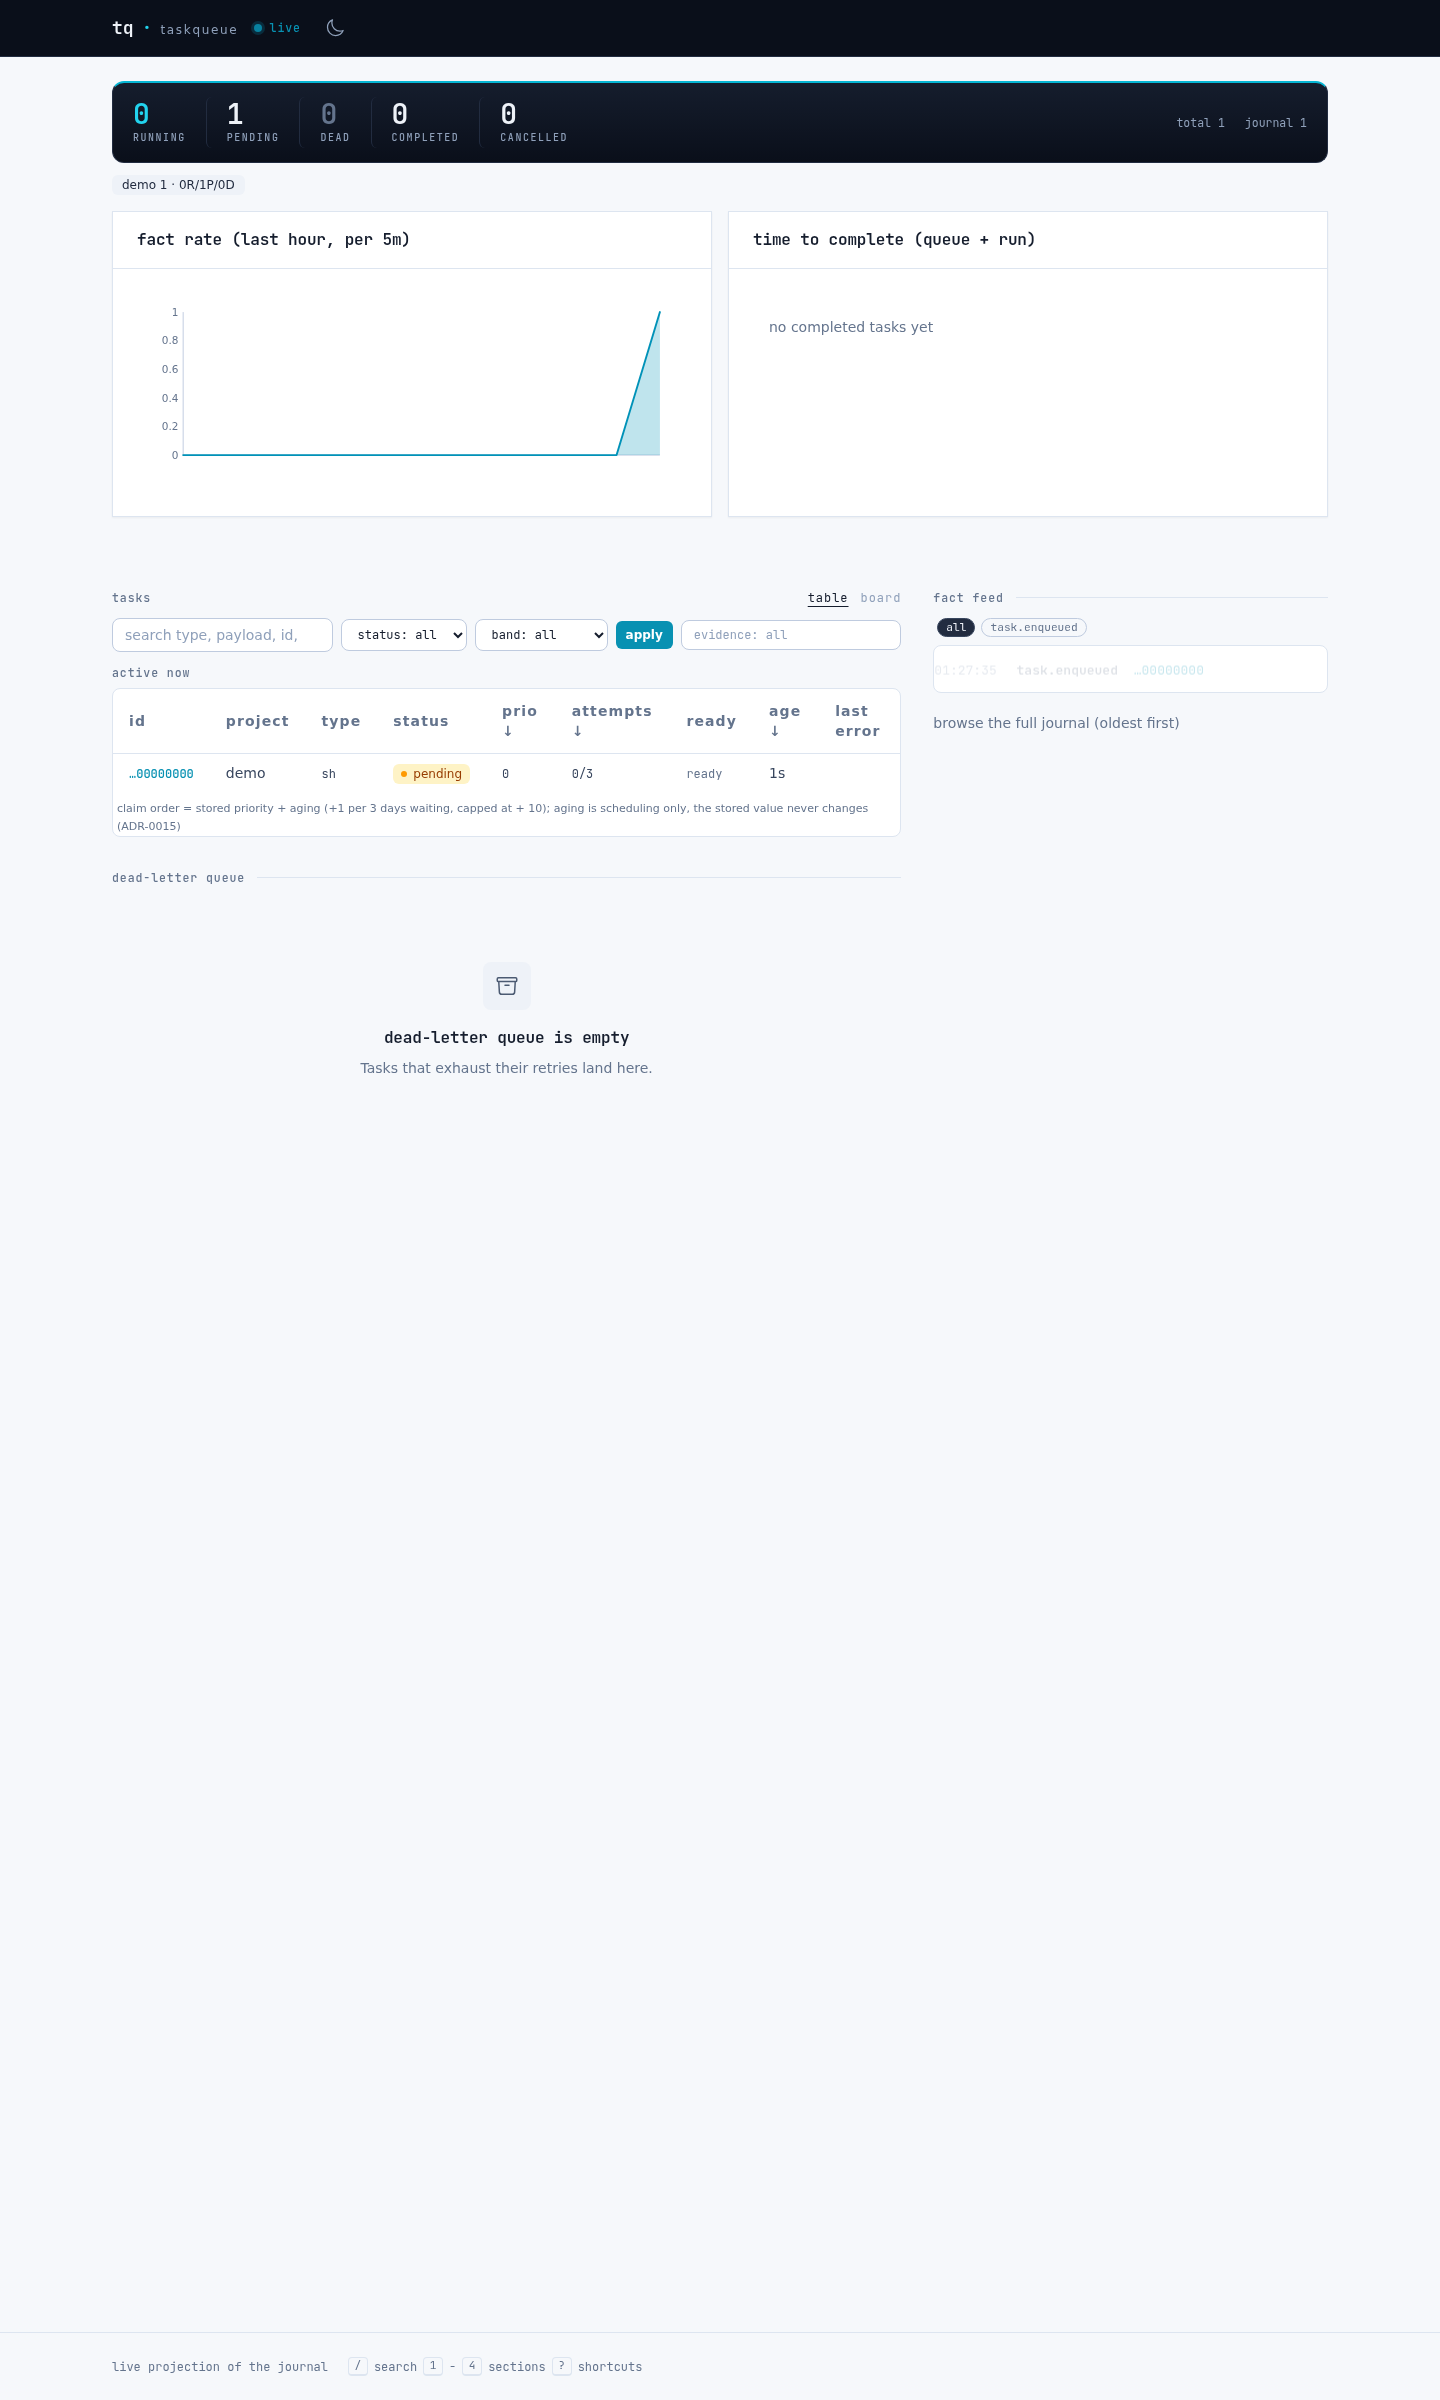 tq · taskqueue live
0 1 0 0 0
RUNNING PENDING DEAD COMPLETED CANCELLED
total 1 journal 1
demo 1 · 0R/1P/0D
fact rate (last hour, per 5m)
1
0.8
0.6
0.4
0.2
0
time to complete (queue + run)
no completed tasks yet
tasks
table board
search type, payload, id,
status: all
band: all
apply
evidence: all
active now
id project type status prio ↓ attempts ↓ ready age ↓ last error
…00000000 demo sh pending 0 0/3 ready 1s
claim order = stored priority + aging (+1 per 3 days waiting, capped at + 10); aging is scheduling only, the stored value never changes
(ADR-0015)
dead-letter queue
dead-letter queue is empty
Tasks that exhaust their retries land here.
fact feed
all task.enqueued
01:27:35 task.enqueued …00000000
browse the full journal (oldest first)
live projection of the journal / search 1 - 4 sections ? shortcuts